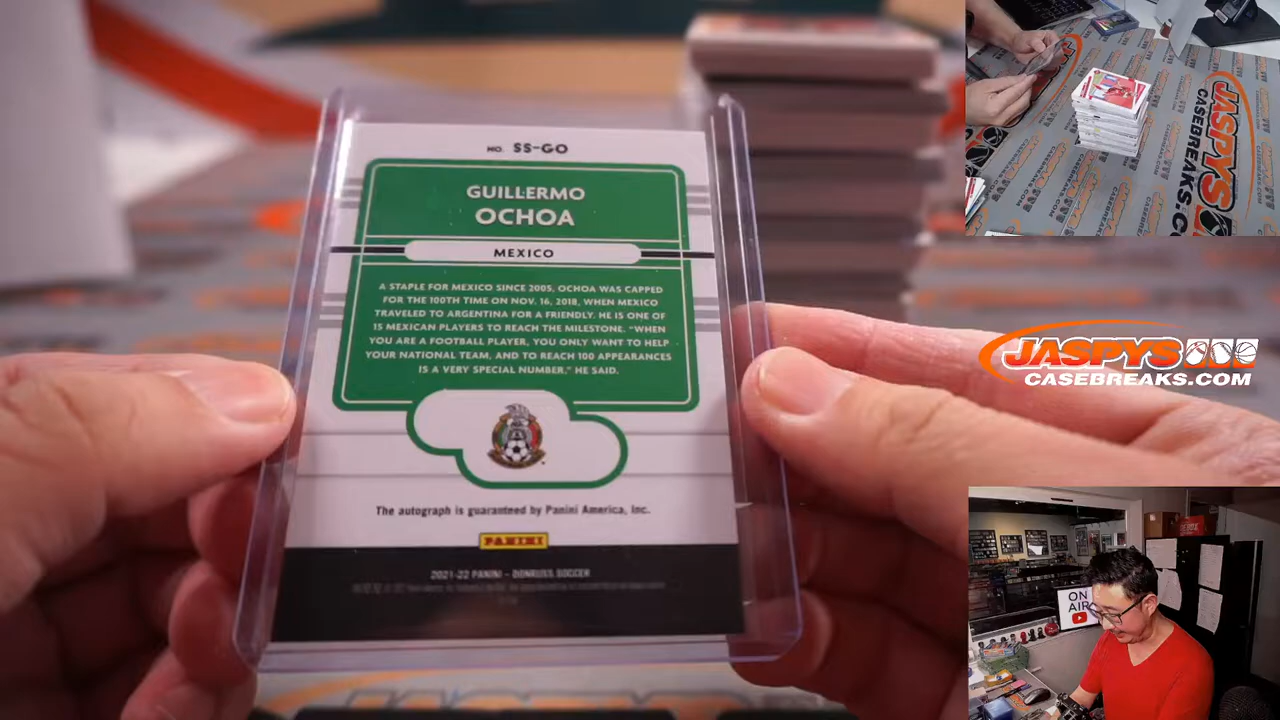 NO. SS-GO
GUILLERMO
OCHOA
MEXICO
A STAPLE FOR MEXICO SINCE 2005, OCHOA WAS CAPPED
FOR THE 100TH TIME ON NOV. 16, 2018, WHEN MEXICO
TRAVELED TO ARGENTINA FOR A FRIENDLY. HE IS ONE OF
15 MEXICAN PLAYERS TO REACH THE MILESTONE. "WHEN
YOU ARE A FOOTBALL PLAYER, YOU ONLY WANT TO HELP
YOUR NATIONAL TEAM, AND TO REACH 100 APPEARANCES
IS A VERY SPECIAL NUMBER," HE SAID.
The autograph is guaranteed by Panini America, Inc.
PANINI
2021-22 PANINI - DONRUSS SOCCER
JASPYS
CASEBREAKS.COM
JASPYS
CASEBREAKS.C
ON
AIR